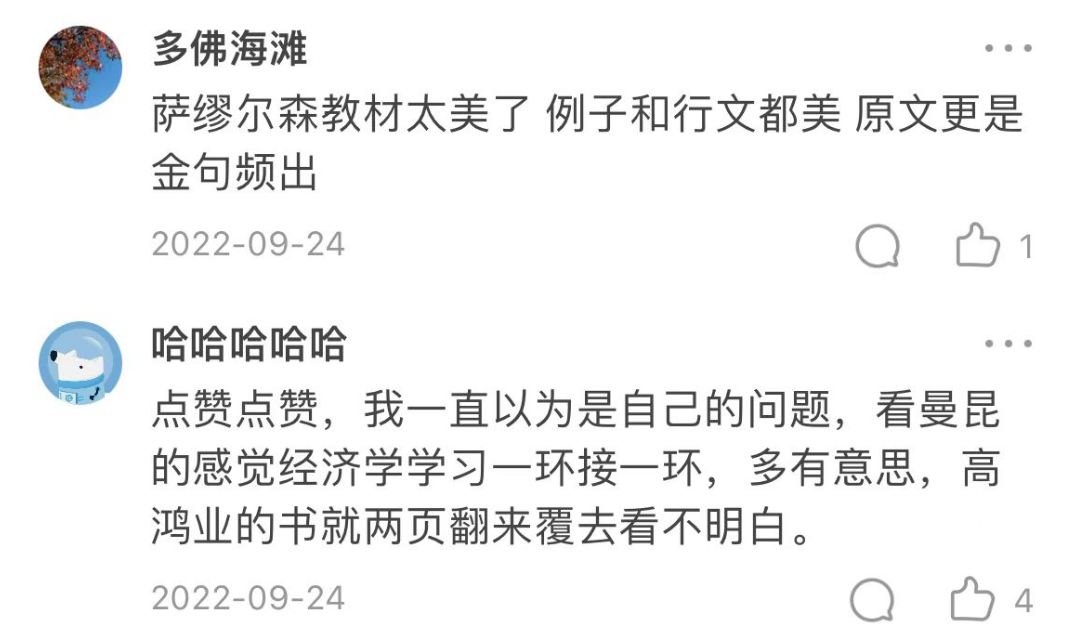 多佛海滩
萨缪尔森教材太美了 例子和行文都美 原文更是
金句频出
2022-09-24
1
哈哈哈哈哈
点赞点赞，我一直以为是自己的问题，看曼昆
的感觉经济学学习一环接一环，多有意思，高
鸿业的书就两页翻来覆去看不明白。
2022-09-24
4